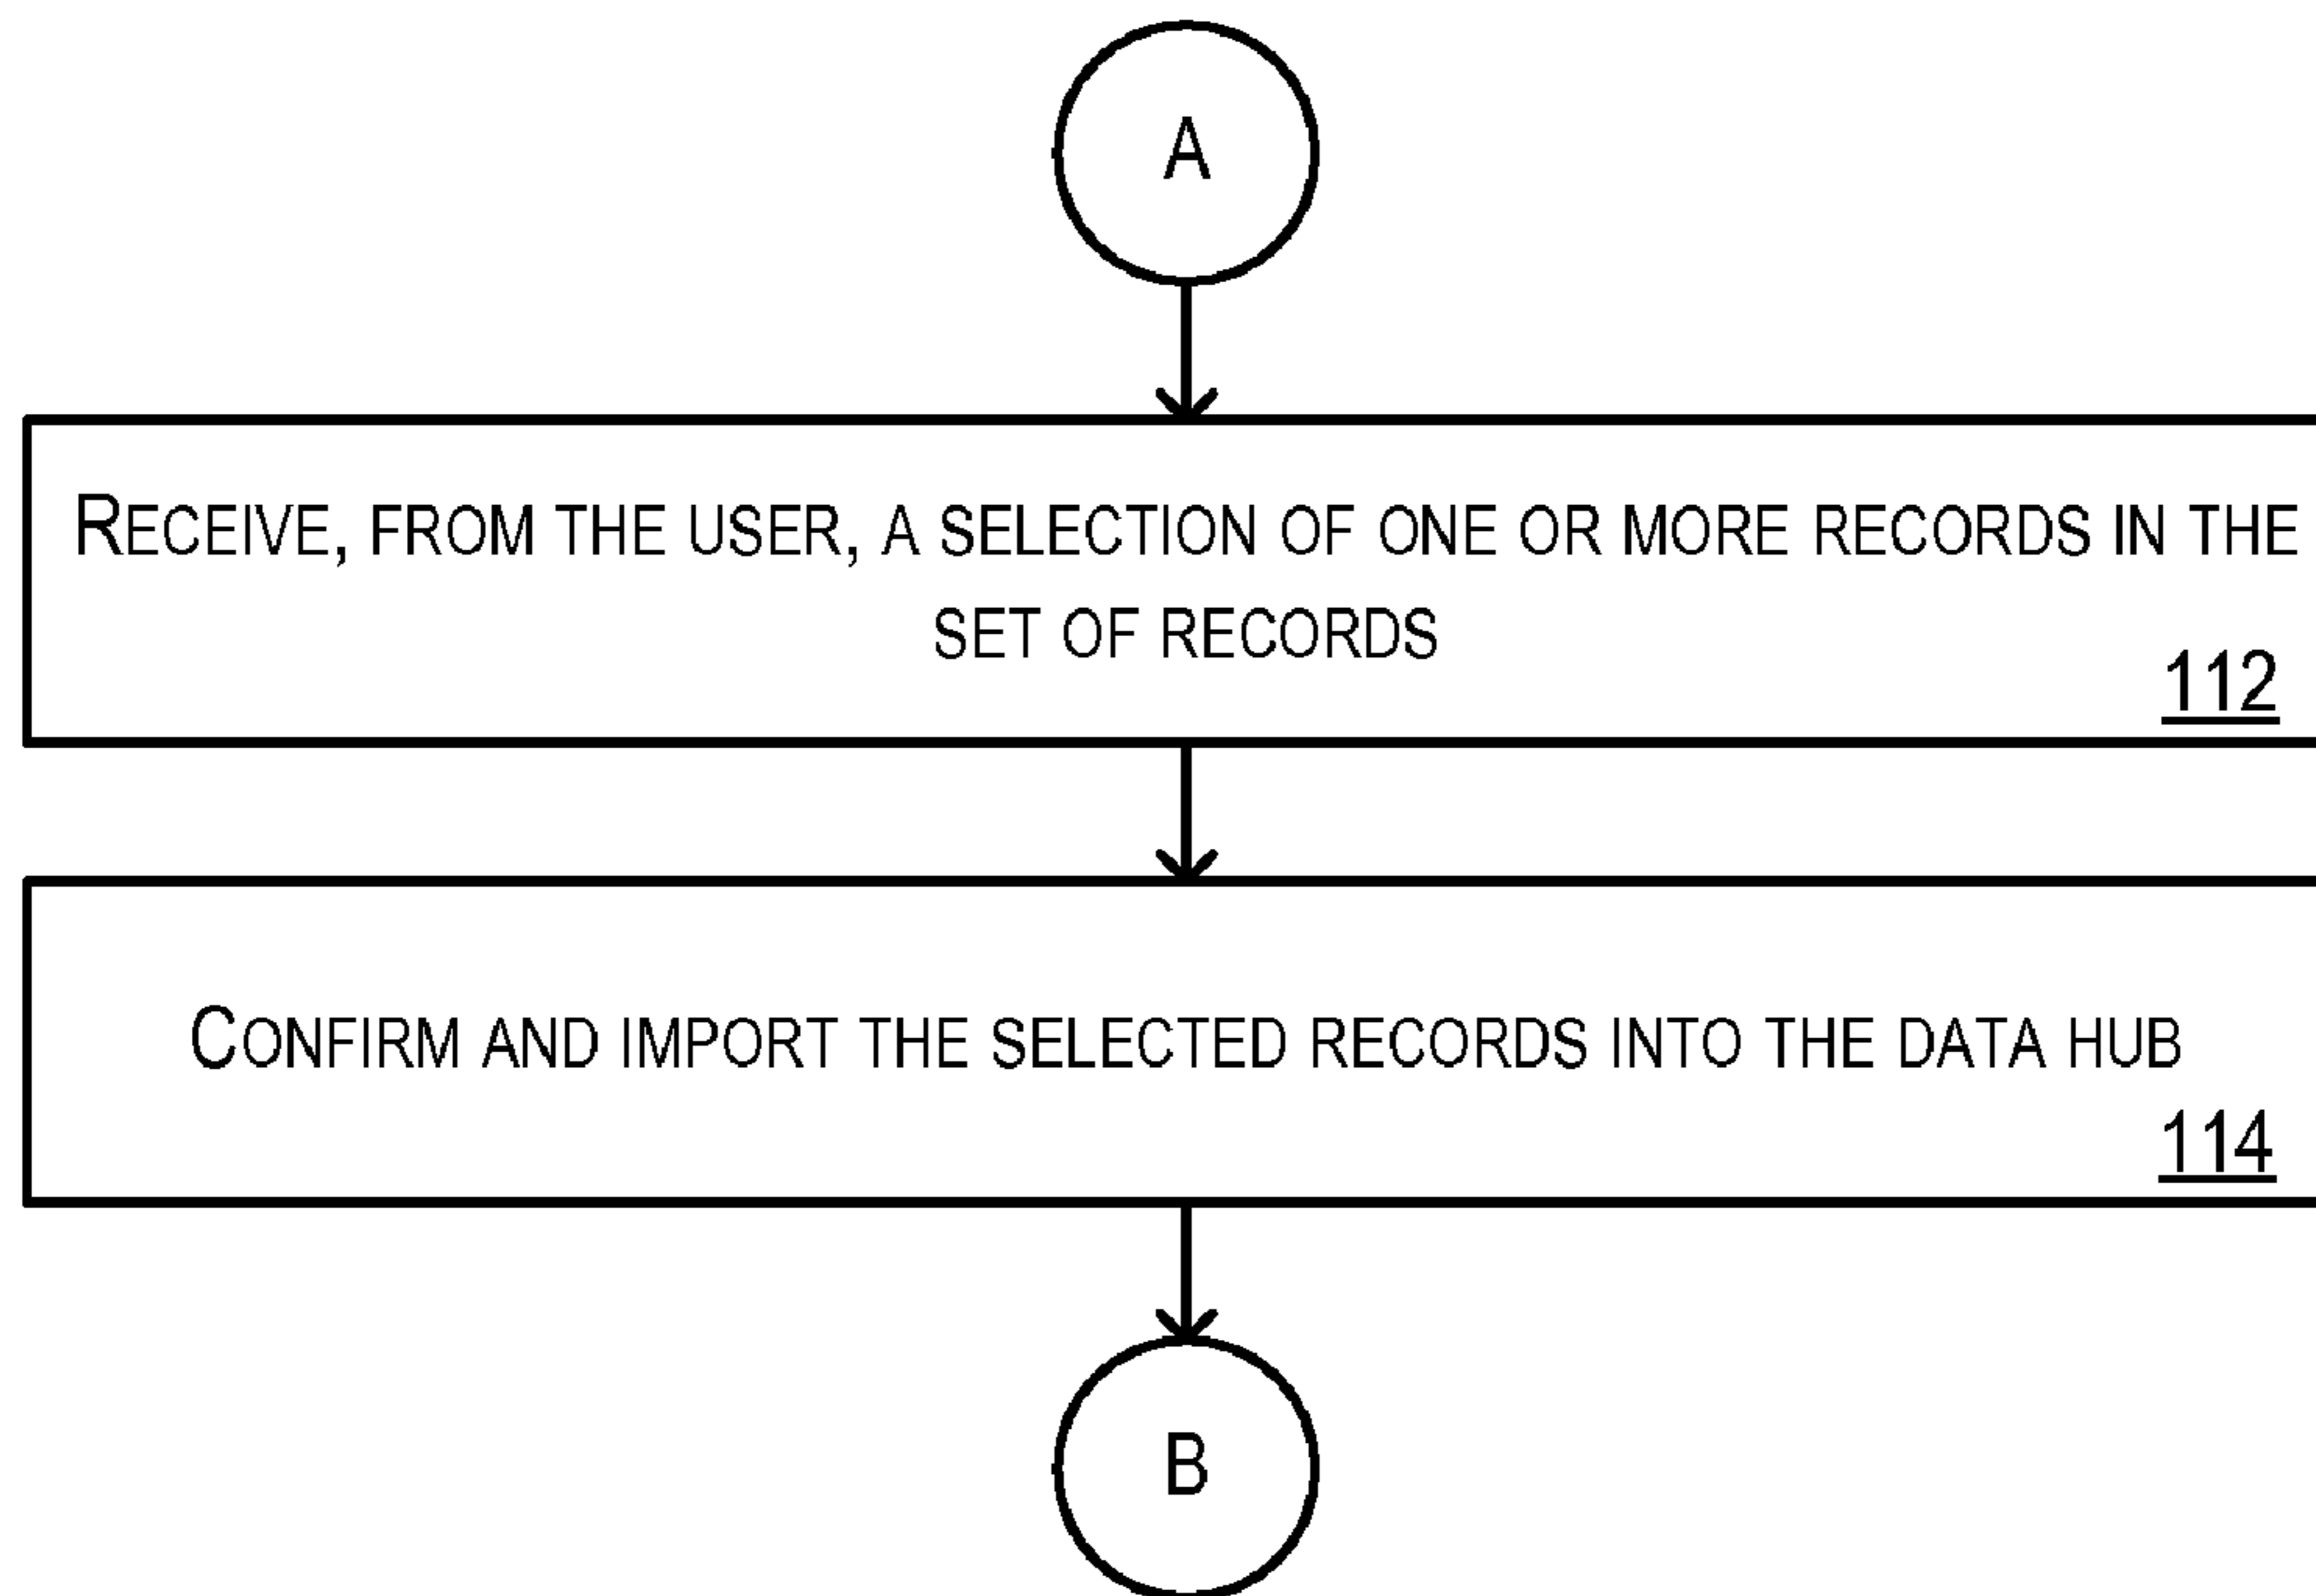 A
RECEIVE, FROM THE USER, A SELECTION OF ONE OR MORE RECORDS IN THE
SET OF RECORDS
112
CONFIRM AND IMPORT THE SELECTED RECORDS INTO THE DATA HUB
114
B